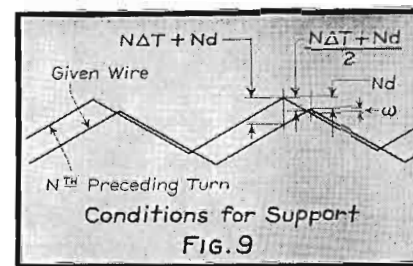 NΔT + Nd
NΔT + Nd
2
Nd
ω
Given Wire
NTH Preceding Turn
Conditions for Support
FIG. 9